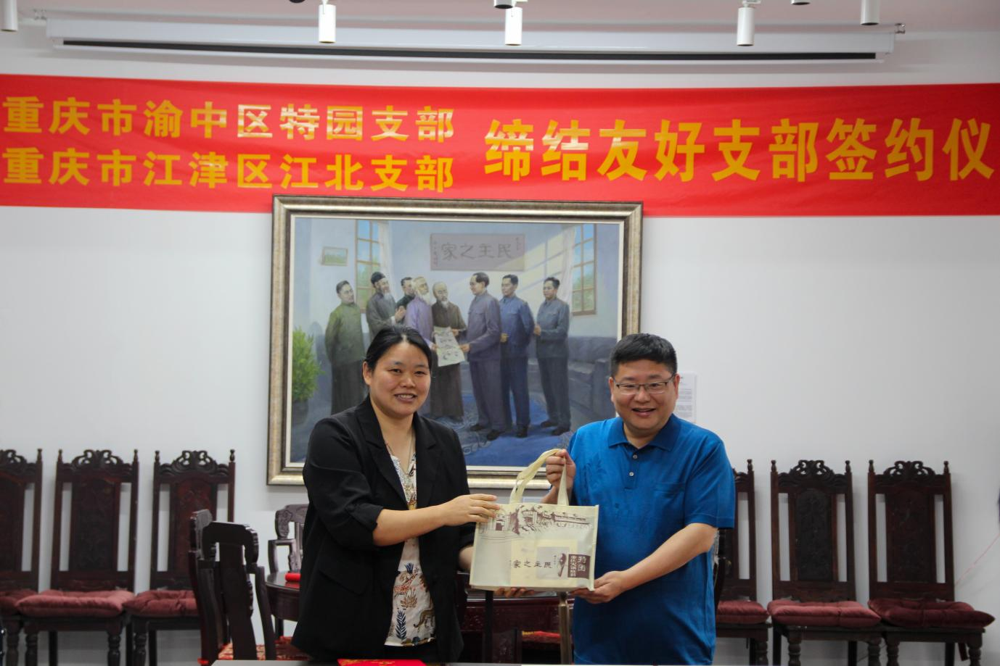 重庆市渝中区特园支部
重庆市江津区江北支部
缔结友好支部签约仪
家之主民
家之主民
特园